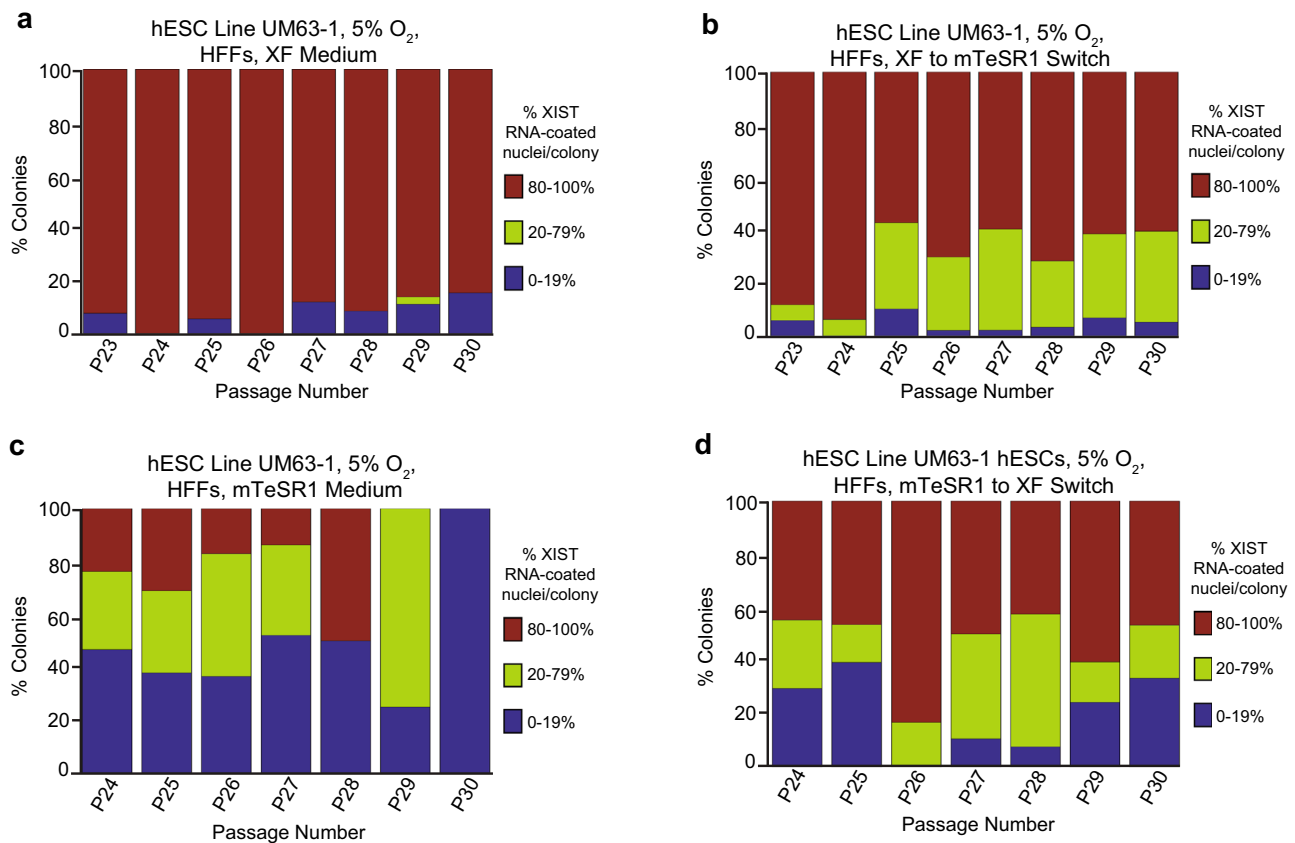 a
hESC Line UM63-1, 5% O₂,
HFFs, XF Medium
% Colonies
100
80
60
40
20
0
P23
P24
P25
P26
P27
P28
P29
P30
Passage Number
% XIST
RNA-coated
nuclei/colony
80-100%
20-79%
0-19%
b
hESC Line UM63-1, 5% O₂,
HFFs, XF to mTeSR1 Switch
% Colonies
100
80
60
40
20
0
P23
P24
P25
P26
P27
P28
P29
P30
Passage Number
% XIST
RNA-coated
nuclei/colony
80-100%
20-79%
0-19%
c
hESC Line UM63-1, 5% O₂,
HFFs, mTeSR1 Medium
% Colonies
100
80
60
40
20
0
P24
P25
P26
P27
P28
P29
P30
Passage Number
% XIST
RNA-coated
nuclei/colony
80-100%
20-79%
0-19%
d
hESC Line UM63-1 hESCs, 5% O₂,
HFFs, mTeSR1 to XF Switch
% Colonies
100
80
60
40
20
0
P24
P25
P26
P27
P28
P29
P30
Passage Number
% XIST
RNA-coated
nuclei/colony
80-100%
20-79%
0-19%